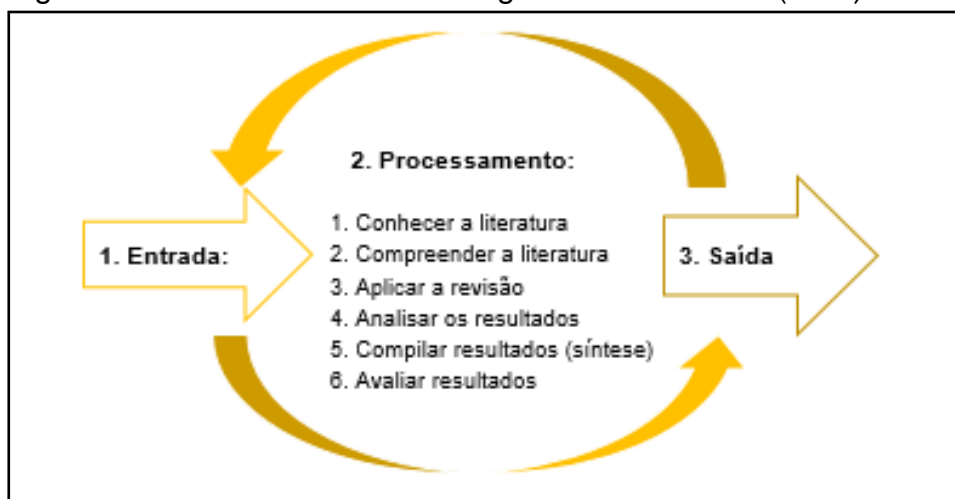 2. Processamento:
1. Entrada:
1. Conhecer a literatura
2. Compreender a literatura
3. Aplicar a revisão
4. Analisar os resultados
5. Compilar resultados (síntese)
6. Avaliar resultados
3. Saída